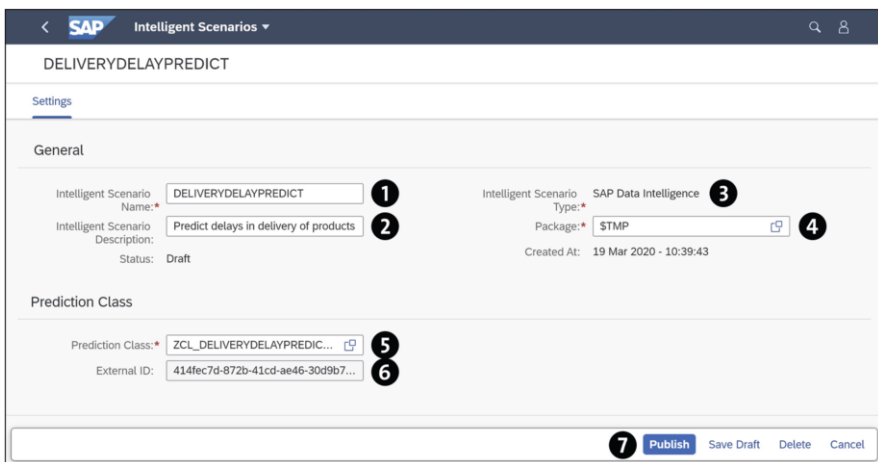 SAP Intelligent Scenarios
DELIVERYDELAYPREDICT
Settings
General
Intelligent Scenario Name:* DELIVERYDELAYPREDICT 1
Intelligent Scenario Description: Predict delays in delivery of products 2
Status: Draft
Intelligent Scenario Type:* SAP Data Intelligence 3
Package:* $TMP 4
Created At: 19 Mar 2020 - 10:39:43
Prediction Class
Prediction Class:* ZCL_DELIVERYDELAYPREDIC... 5
External ID: 414fec7d-872b-41cd-ae46-30d9b7... 6
7 Publish Save Draft Delete Cancel